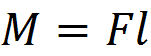 M = Fl